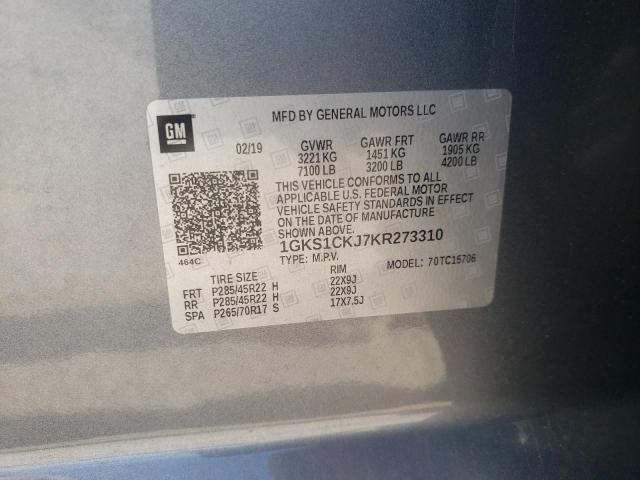 MFD BY GENERAL MOTORS LLC
GM
02/19 GVWR GAWR FRT GAWR RR
3221 KG 1451 KG 1905 KG
7100 LB 3200 LB 4200 LB
THIS VEHICLE CONFORMS TO ALL
APPLICABLE U.S. FEDERAL MOTOR
VEHICLE SAFETY STANDARDS IN EFFECT
ON THE DATE OF MANUFACTURE
SHOWN ABOVE.
1GKS1CKJ7KR273310
464C TYPE: M.P.V. MODEL: 70TC15706
TIRE SIZE RIM
FRT P285/45R22 H 22X9J
RR P285/45R22 H 22X9J
SPA P265/70R17 S 17X7.5J